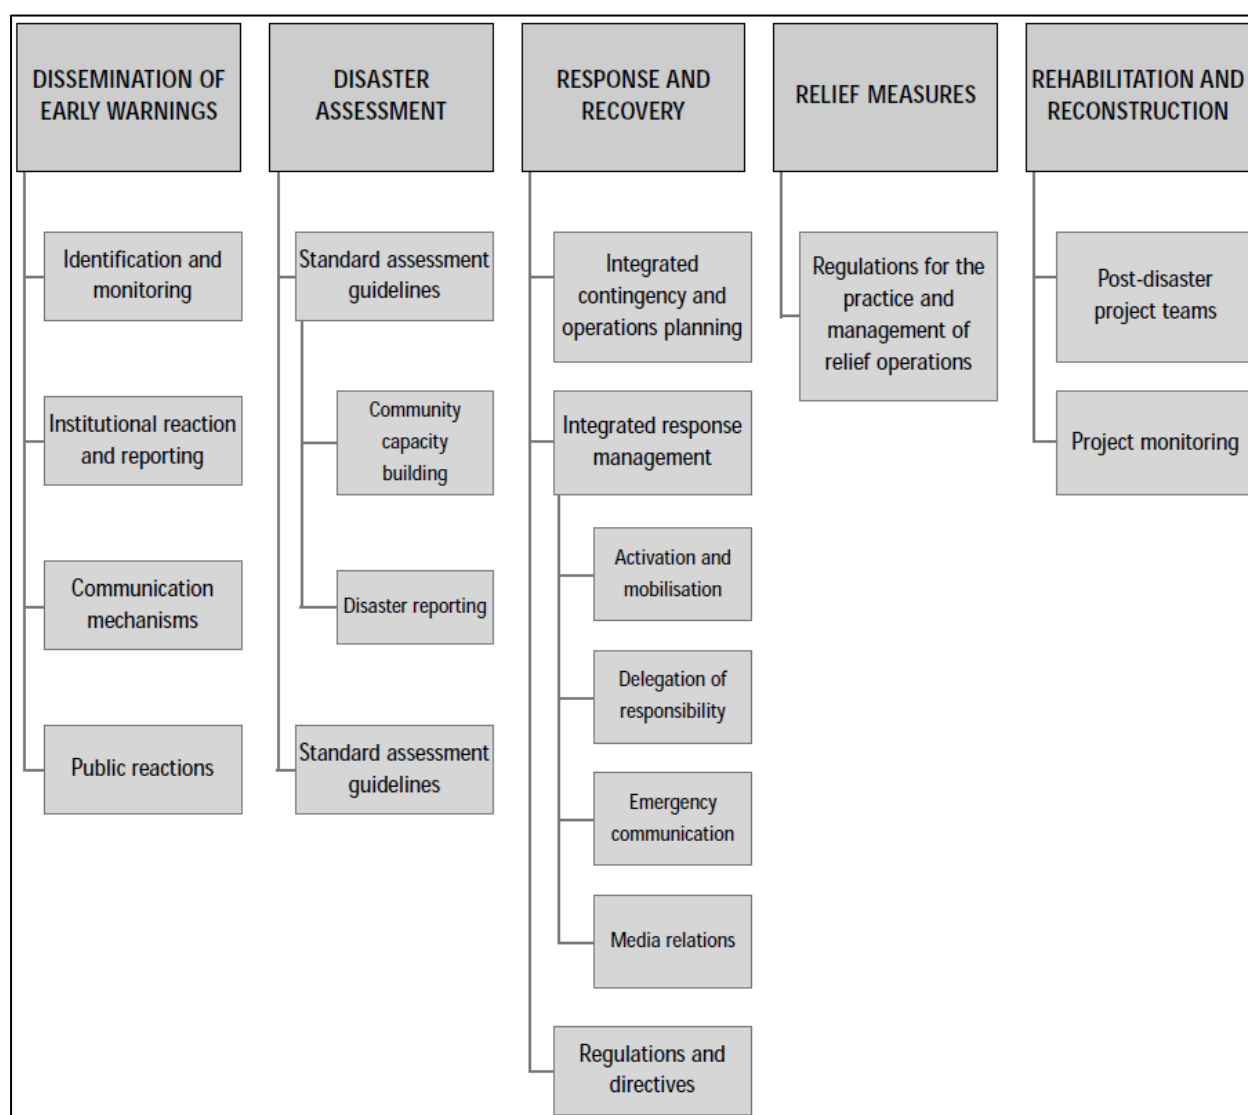 DISSEMINATION OF
EARLY WARNINGS
Identification and
monitoring
Institutional reaction
and reporting
Communication
mechanisms
Public reactions
DISASTER
ASSESSMENT
Standard assessment
guidelines
Community
capacity
building
Disaster reporting
Standard assessment
guidelines
RESPONSE AND
RECOVERY
Integrated
contingency and
operations planning
Integrated response
management
Activation and
mobilisation
Delegation of
responsibility
Emergency
communication
Media relations
Regulations and
directives
RELIEF MEASURES
Regulations for the
practice and
management of
relief operations
REHABILITATION AND
RECONSTRUCTION
Post-disaster
project teams
Project monitoring